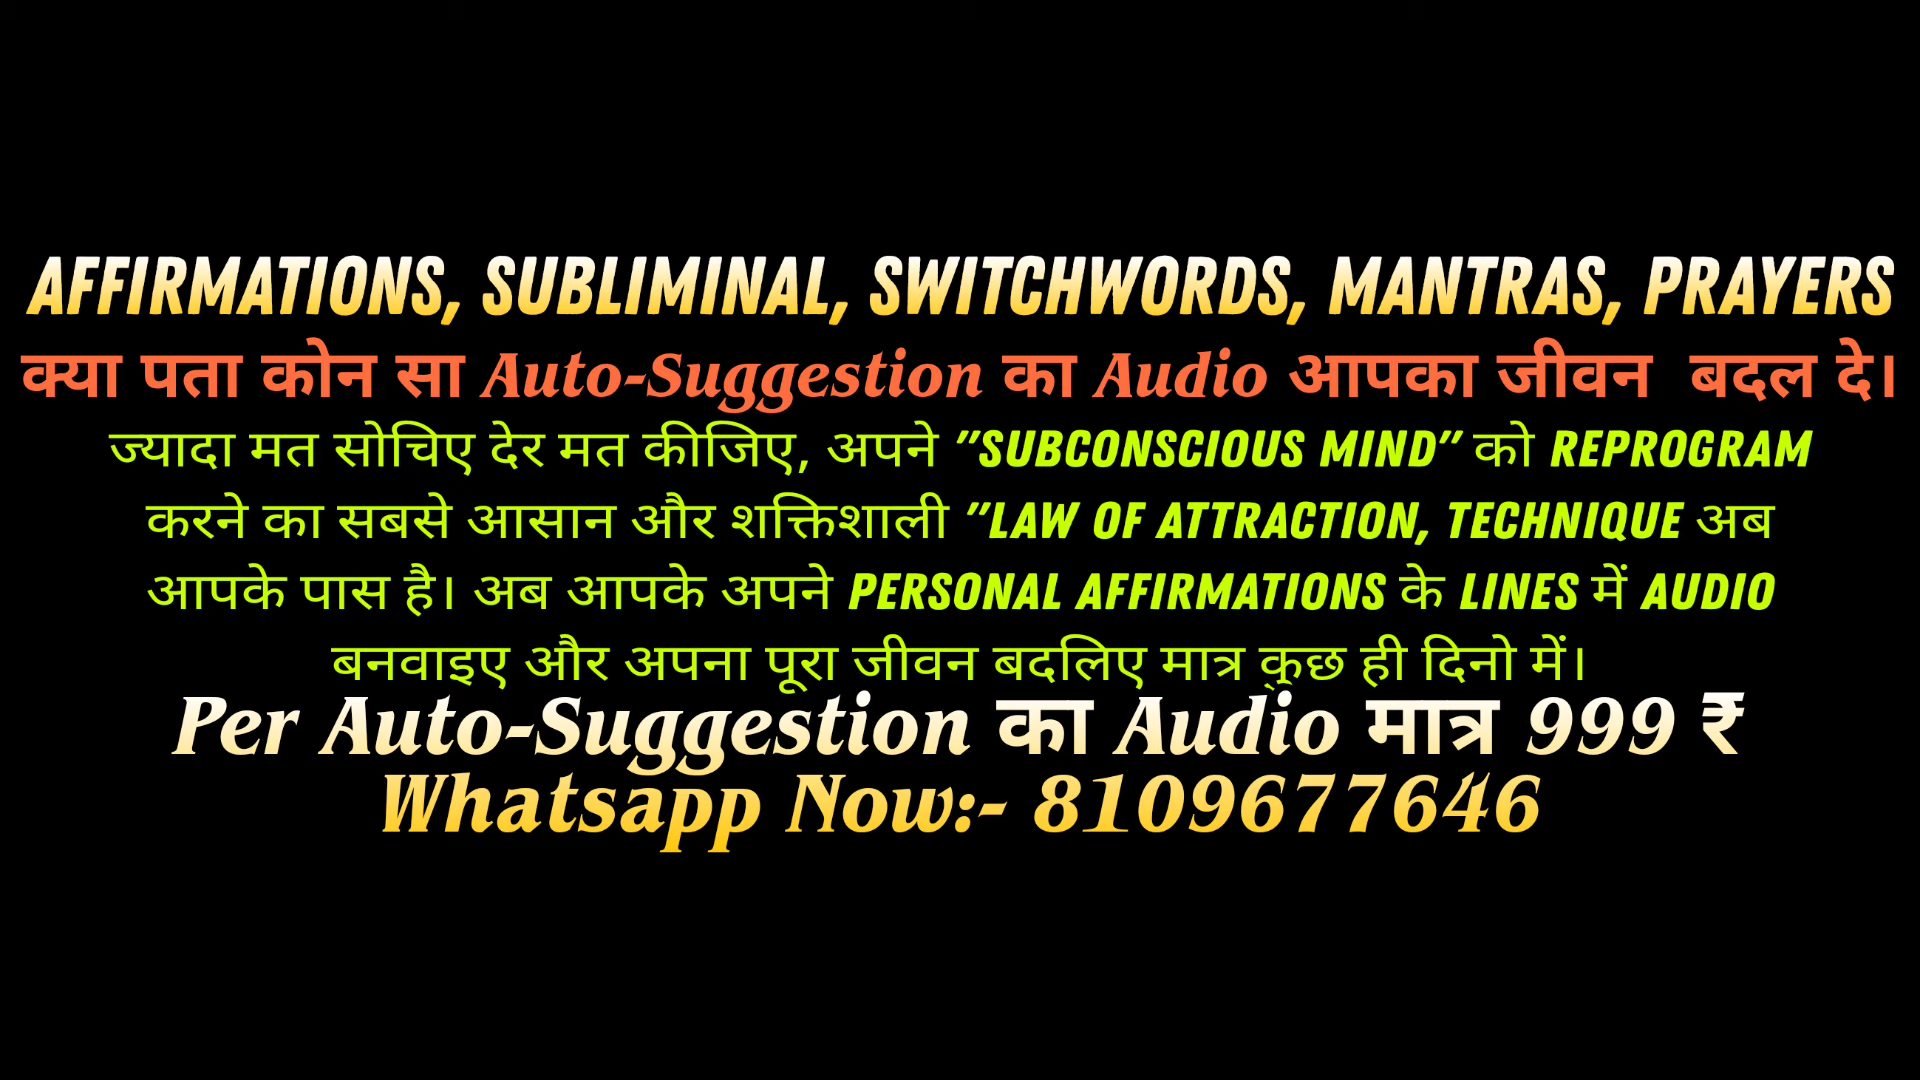 AFFIRMATIONS, SUBLIMINAL, SWITCHWORDS, MANTRAS, PRAYERS
क्या पता कोन सा Auto-Suggestion का Audio आपका जीवन  बदल दे।
ज्यादा मत सोचिए देर मत कीजिए, अपने "SUBCONSCIOUS MIND" को REPROGRAM
करने का सबसे आसान और शक्तिशाली "LAW OF ATTRACTION, TECHNIQUE अब
आपके पास है। अब आपके अपने PERSONAL AFFIRMATIONS के LINES में AUDIO
बनवाइए और अपना पूरा जीवन बदलिए मात्र कुछ ही दिनो में।
Per Auto-Suggestion का Audio मात्र 999 ₹
Whatsapp Now:- 8109677646